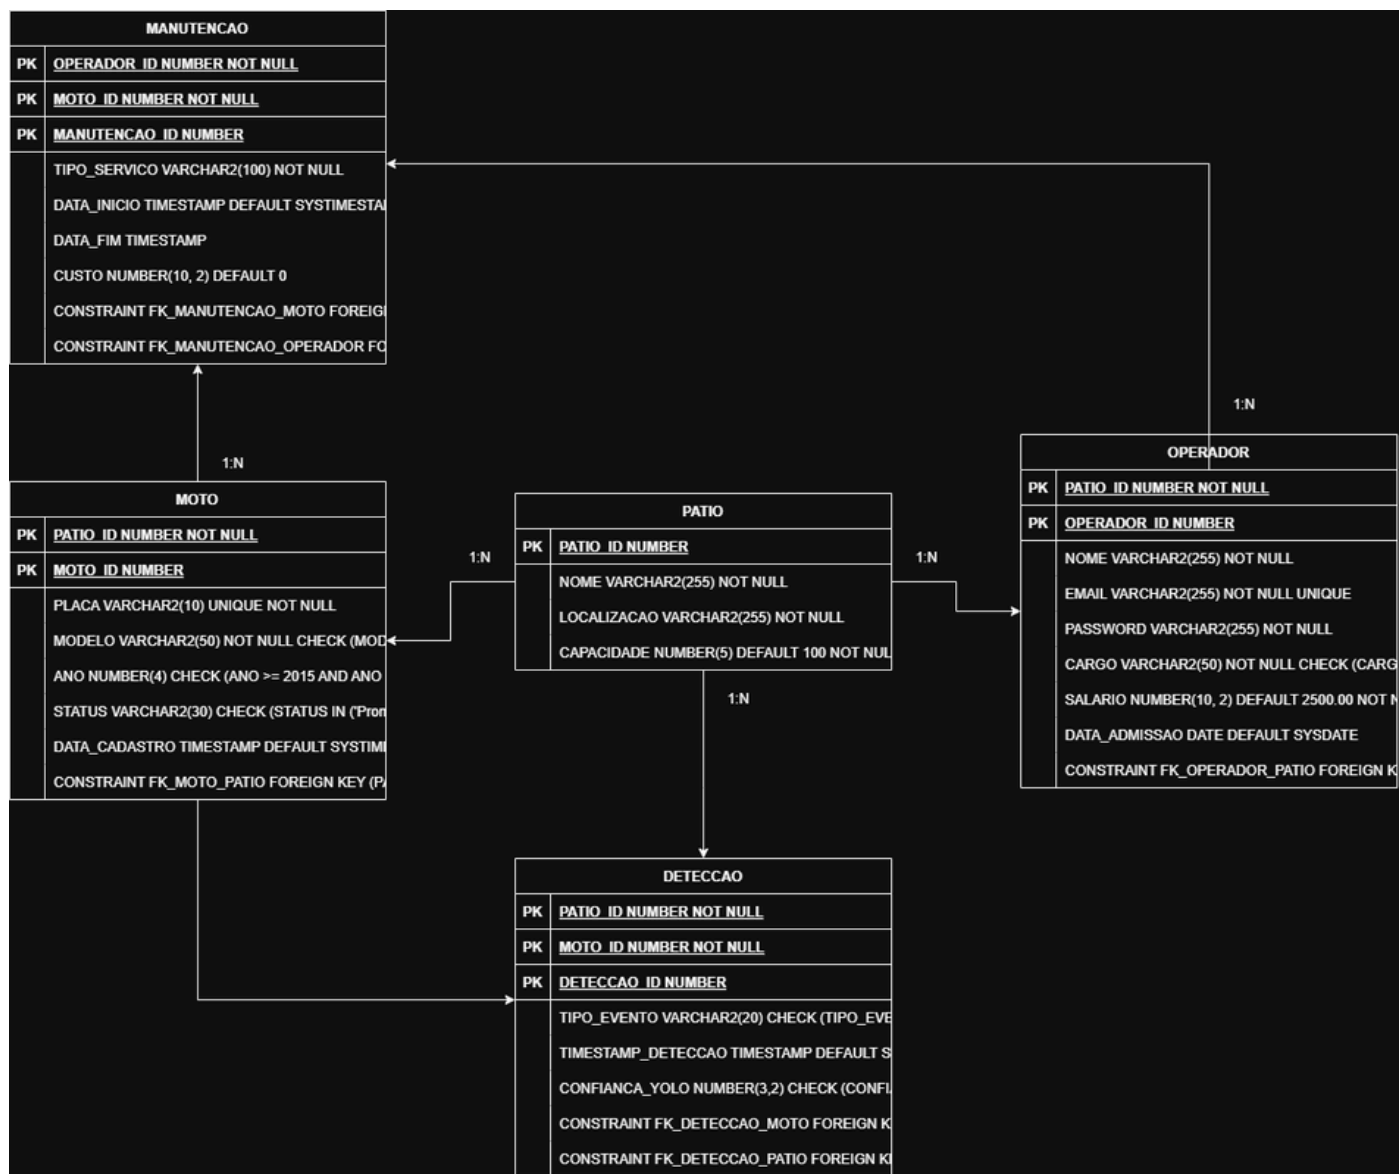 MANUTENCAO
PK OPERADOR_ID NUMBER NOT NULL
PK MOTO_ID NUMBER NOT NULL
PK MANUTENCAO_ID NUMBER
TIPO_SERVICO VARCHAR2(100) NOT NULL
DATA_INICIO TIMESTAMP DEFAULT SYSTIMESTA
DATA_FIM TIMESTAMP
CUSTO NUMBER(10, 2) DEFAULT 0
CONSTRAINT FK_MANUTENCAO_MOTO FOREIG
CONSTRAINT FK_MANUTENCAO_OPERADOR FO
1:N
MOTO
PK PATIO_ID NUMBER NOT NULL
PK MOTO_ID NUMBER
PLACA VARCHAR2(10) UNIQUE NOT NULL
MODELO VARCHAR2(50) NOT NULL CHECK (MOD
ANO NUMBER(4) CHECK (ANO >= 2015 AND ANO
STATUS VARCHAR2(30) CHECK (STATUS IN ('Pron
DATA_CADASTRO TIMESTAMP DEFAULT SYSTIM
CONSTRAINT FK_MOTO_PATIO FOREIGN KEY (PA
1:N
PATIO
PK PATIO_ID NUMBER
NOME VARCHAR2(255) NOT NULL
LOCALIZACAO VARCHAR2(255) NOT NULL
CAPACIDADE NUMBER(5) DEFAULT 100 NOT NUL
1:N
1:N
1:N
OPERADOR
PK PATIO_ID NUMBER NOT NULL
PK OPERADOR_ID NUMBER
NOME VARCHAR2(255) NOT NULL
EMAIL VARCHAR2(255) NOT NULL UNIQUE
PASSWORD VARCHAR2(255) NOT NULL
CARGO VARCHAR2(50) NOT NULL CHECK (CARG
SALARIO NUMBER(10, 2) DEFAULT 2500.00 NOT N
DATA_ADMISSAO DATE DEFAULT SYSDATE
CONSTRAINT FK_OPERADOR_PATIO FOREIGN K
DETECCAO
PK PATIO_ID NUMBER NOT NULL
PK MOTO_ID NUMBER NOT NULL
PK DETECCAO_ID NUMBER
TIPO_EVENTO VARCHAR2(20) CHECK (TIPO_EVE
TIMESTAMP_DETECCAO TIMESTAMP DEFAULT S
CONFIANCA_YOLO NUMBER(3,2) CHECK (CONFI
CONSTRAINT FK_DETECCAO_MOTO FOREIGN K
CONSTRAINT FK_DETECCAO_PATIO FOREIGN KE